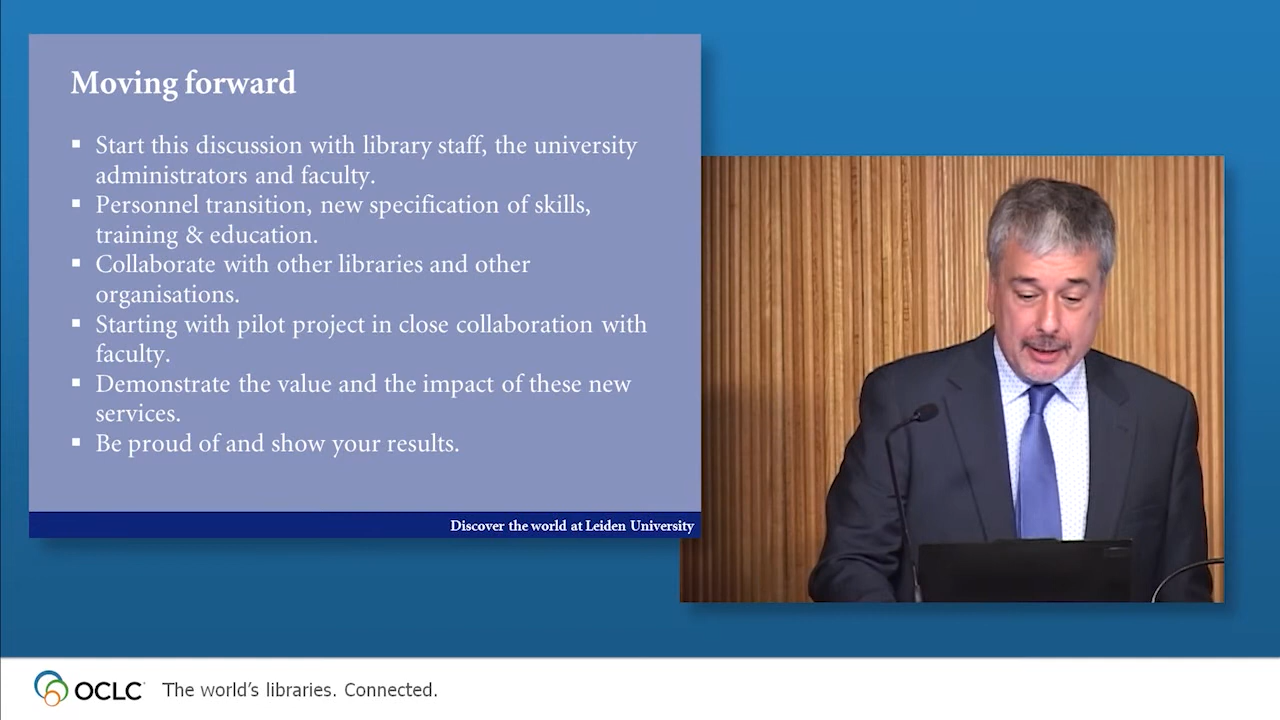 Moving forward
▪ Start this discussion with library staff, the university
administrators and faculty.
▪ Personnel transition, new specification of skills,
training & education.
▪ Collaborate with other libraries and other
organisations.
▪ Starting with pilot project in close collaboration with
faculty.
▪ Demonstrate the value and the impact of these new
services.
▪ Be proud of and show your results.
Discover the world at Leiden University
OCLC The world's libraries. Connected.